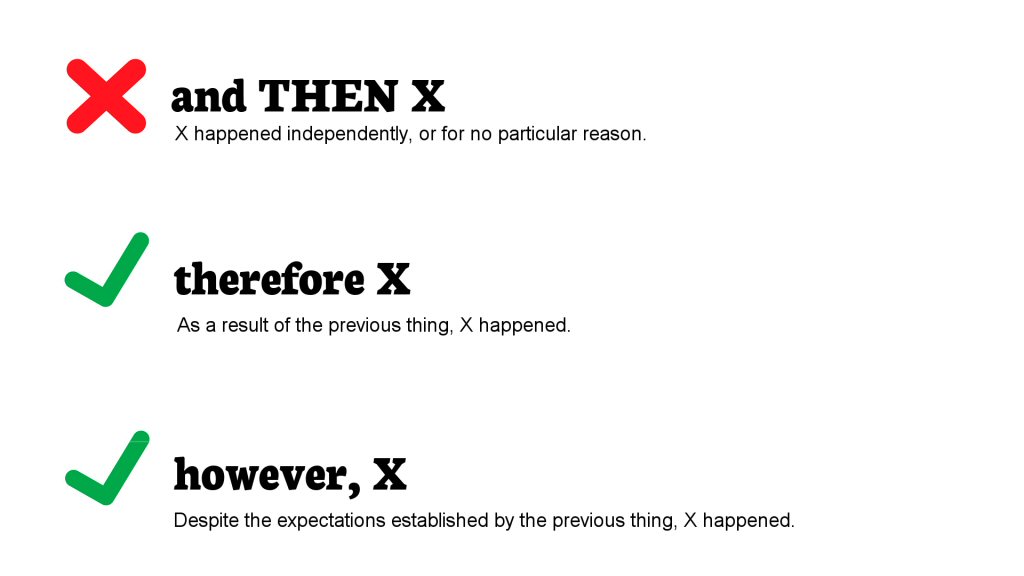 and THEN X
X happened independently, or for no particular reason.
therefore X
As a result of the previous thing, X happened.
however, X
Despite the expectations established by the previous thing, X happened.